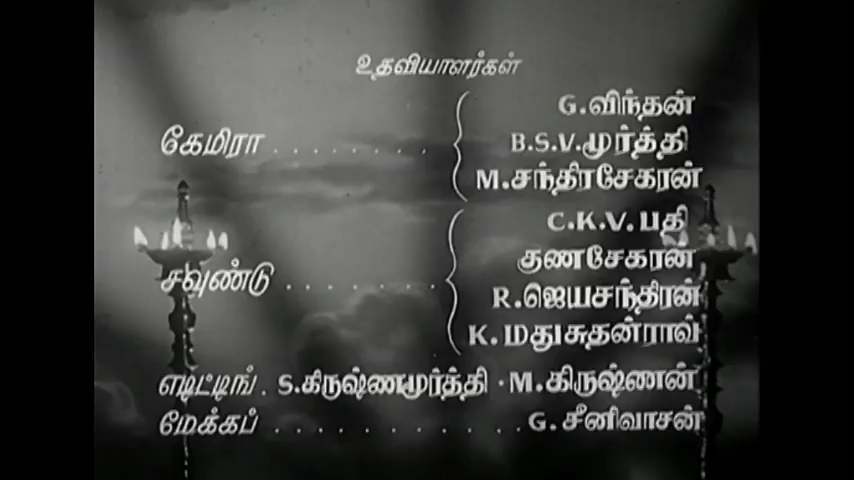 உதவியாளர்கள்
G.விந்தன்
கேமிரா ........ B.S.V.மூர்த்தி
M.சந்திரசேகரன்
C.K.V.பதி
குணசேகரன்
சவுண்டு ........ R.ஜெயசந்திரன்
K.மதுசுதன்ராவ்
எடிட்டிங். S.கிருஷ்ணமூர்த்தி · M.கிருஷ்ணன்
மேக்கப் ............ G.சீனிவாசன்